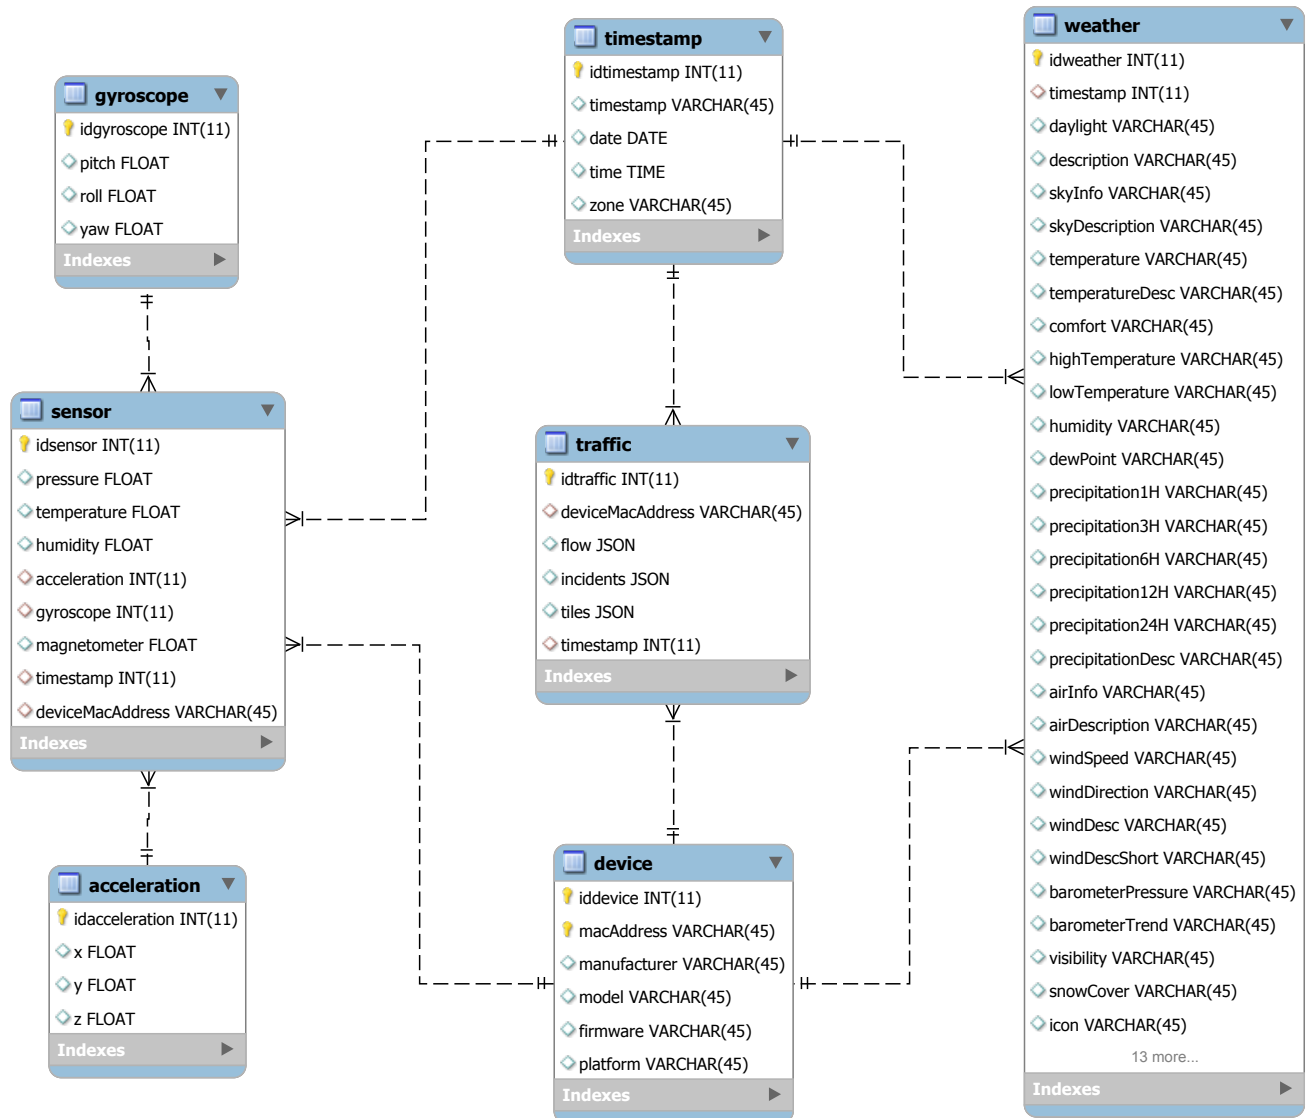 gyroscope
idgyroscope INT(11)
pitch FLOAT
roll FLOAT
yaw FLOAT
Indexes
sensor
idsensor INT(11)
pressure FLOAT
temperature FLOAT
humidity FLOAT
acceleration INT(11)
gyroscope INT(11)
magnetometer FLOAT
timestamp INT(11)
deviceMacAddress VARCHAR(45)
Indexes
acceleration
idacceleration INT(11)
x FLOAT
y FLOAT
z FLOAT
Indexes
timestamp
idtimestamp INT(11)
timestamp VARCHAR(45)
date DATE
time TIME
zone VARCHAR(45)
Indexes
traffic
idtraffic INT(11)
deviceMacAddress VARCHAR(45)
flow JSON
incidents JSON
tiles JSON
timestamp INT(11)
Indexes
device
iddevice INT(11)
macAddress VARCHAR(45)
manufacturer VARCHAR(45)
model VARCHAR(45)
firmware VARCHAR(45)
platform VARCHAR(45)
Indexes
weather
idweather INT(11)
timestamp INT(11)
daylight VARCHAR(45)
description VARCHAR(45)
skyInfo VARCHAR(45)
skyDescription VARCHAR(45)
temperature VARCHAR(45)
temperatureDesc VARCHAR(45)
comfort VARCHAR(45)
highTemperature VARCHAR(45)
lowTemperature VARCHAR(45)
humidity VARCHAR(45)
dewPoint VARCHAR(45)
precipitation1H VARCHAR(45)
precipitation3H VARCHAR(45)
precipitation6H VARCHAR(45)
precipitation12H VARCHAR(45)
precipitation24H VARCHAR(45)
precipitationDesc VARCHAR(45)
airInfo VARCHAR(45)
airDescription VARCHAR(45)
windSpeed VARCHAR(45)
windDirection VARCHAR(45)
windDesc VARCHAR(45)
windDescShort VARCHAR(45)
barometerPressure VARCHAR(45)
barometerTrend VARCHAR(45)
visibility VARCHAR(45)
snowCover VARCHAR(45)
icon VARCHAR(45)
13 more...
Indexes